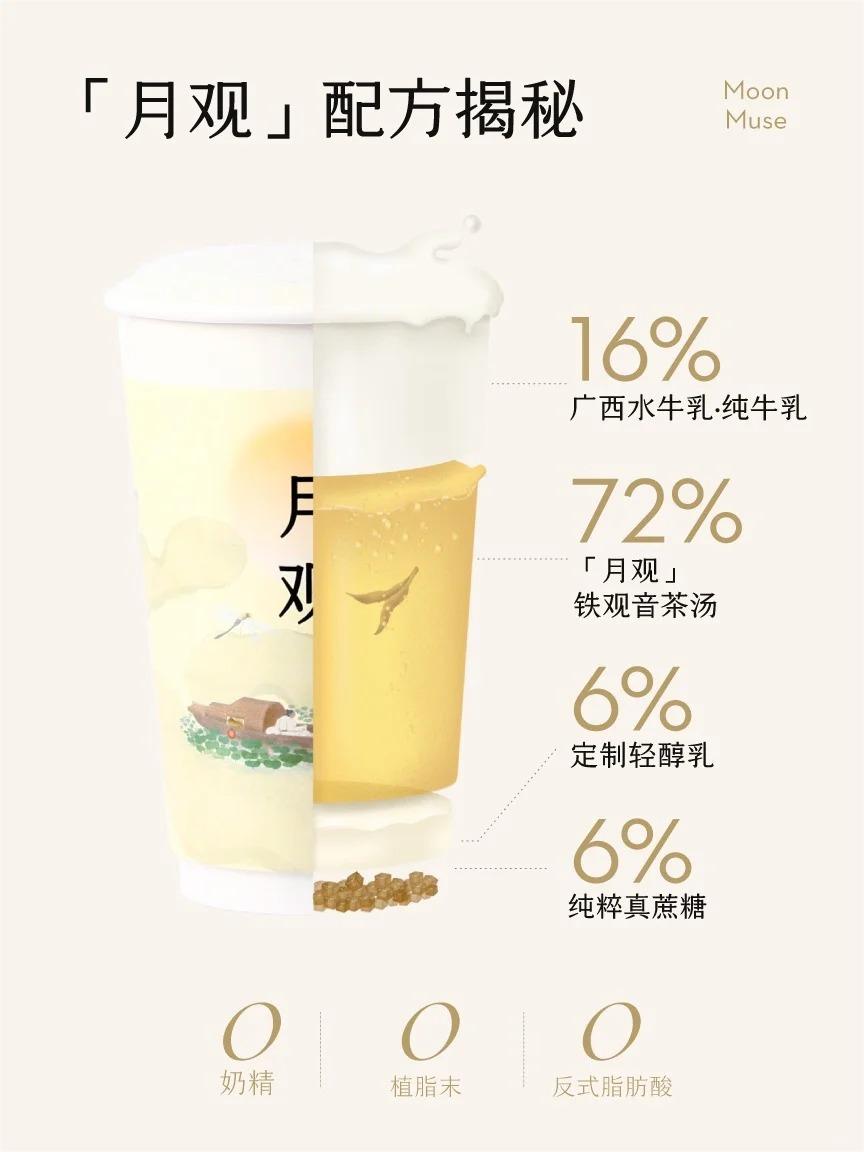 「月观」配方揭秘
Moon
Muse
月
观
16%
广西水牛乳·纯牛乳
72%
「月观」
铁观音茶汤
6%
定制轻醇乳
6%
纯粹真蔗糖
0
奶精
0
植脂末
0
反式脂肪酸